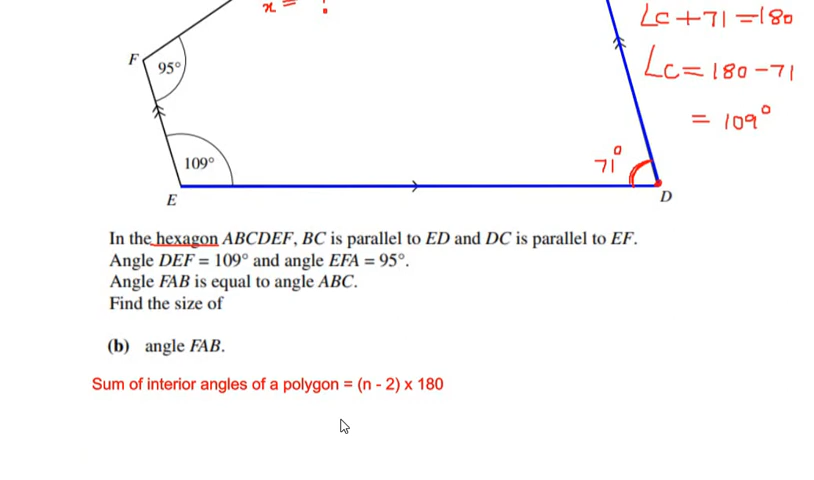 x = ?
∠C + 71 = 180
F
95°
∠C = 180 - 71
= 109°
109°
71°
E
D
In the hexagon ABCDEF, BC is parallel to ED and DC is parallel to EF.
Angle DEF = 109° and angle EFA = 95°.
Angle FAB is equal to angle ABC.
Find the size of
(b) angle FAB.
Sum of interior angles of a polygon = (n - 2) x 180